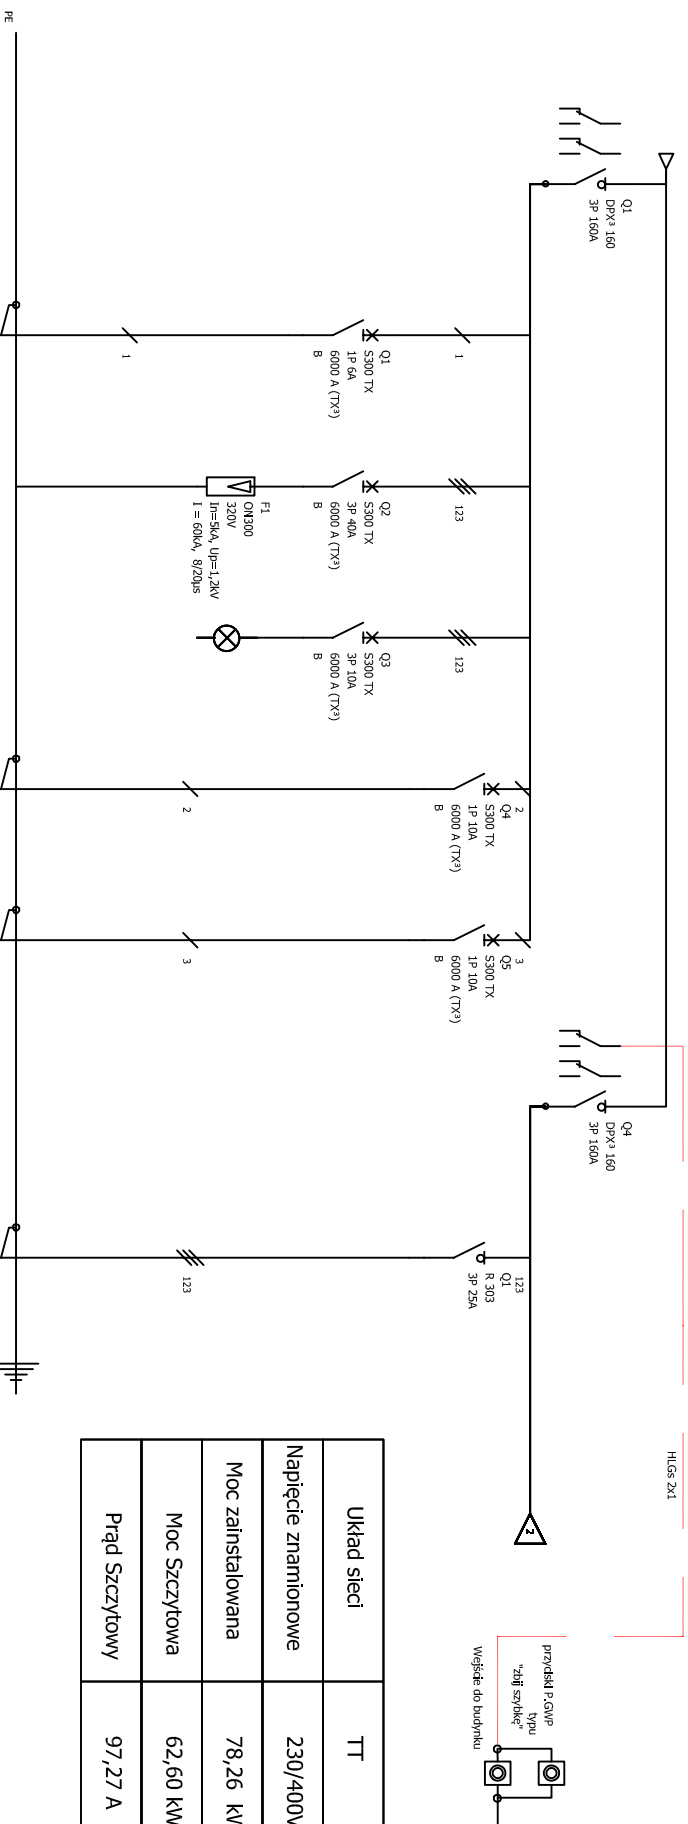 PE
Q1
DPX³ 160
3P 160A
1
Q1
S300 TX
1P 6A
6000 A (TX³)
B
1
123
Q2
S300 TX
3P 40A
6000 A (TX³)
B
F1
ON300
320V
In=5kA, Up=1,2kV
I = 60kA, 8/20µs
123
Q3
S300 TX
3P 10A
6000 A (TX³)
B
2
Q4
S300 TX
1P 10A
6000 A (TX³)
B
2
3
Q5
S300 TX
1P 10A
6000 A (TX³)
B
3
Q4
DPX³ 160
3P 160A
123
Q1
R 303
3P 25A
123
HLGs 2x1
2
przyciski P.GWP
typu
"zbij szybkę"
Wejście do budynku
Układ sieci TT
Napięcie znamionowe 230/400V
Moc zainstalowana 78,26 kW
Moc Szczytowa 62,60 kW
Prąd Szczytowy 97,27 A